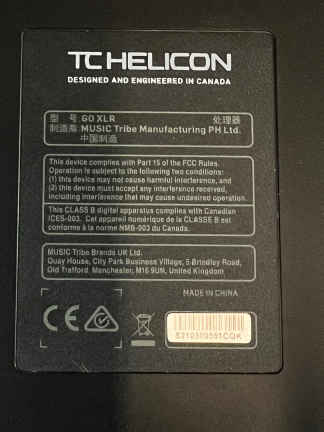 TC HELICON
DESIGNED AND ENGINEERED IN CANADA
型 号: GO XLR 处理器
制造商: MUSIC Tribe Manufacturing PH Ltd.
中国制造
This device complies with Part 15 of the FCC Rules.
Operation is subject to the following two conditions:
(1) this device may not cause harmful interference, and
(2) this device must accept any interference received,
including interference that may cause undesired operation.
This CLASS B digital apparatus complies with Canadian
ICES-003. Cet appareil numérique de la CLASSE B est
conforme à la norme NMB-003 du Canada.
MUSIC Tribe Brands UK Ltd.
Quay House, City Park Business Village, 5 Brindley Road,
Old Trafford, Manchester, M16 9UN, United Kingdom
MADE IN CHINA
CE